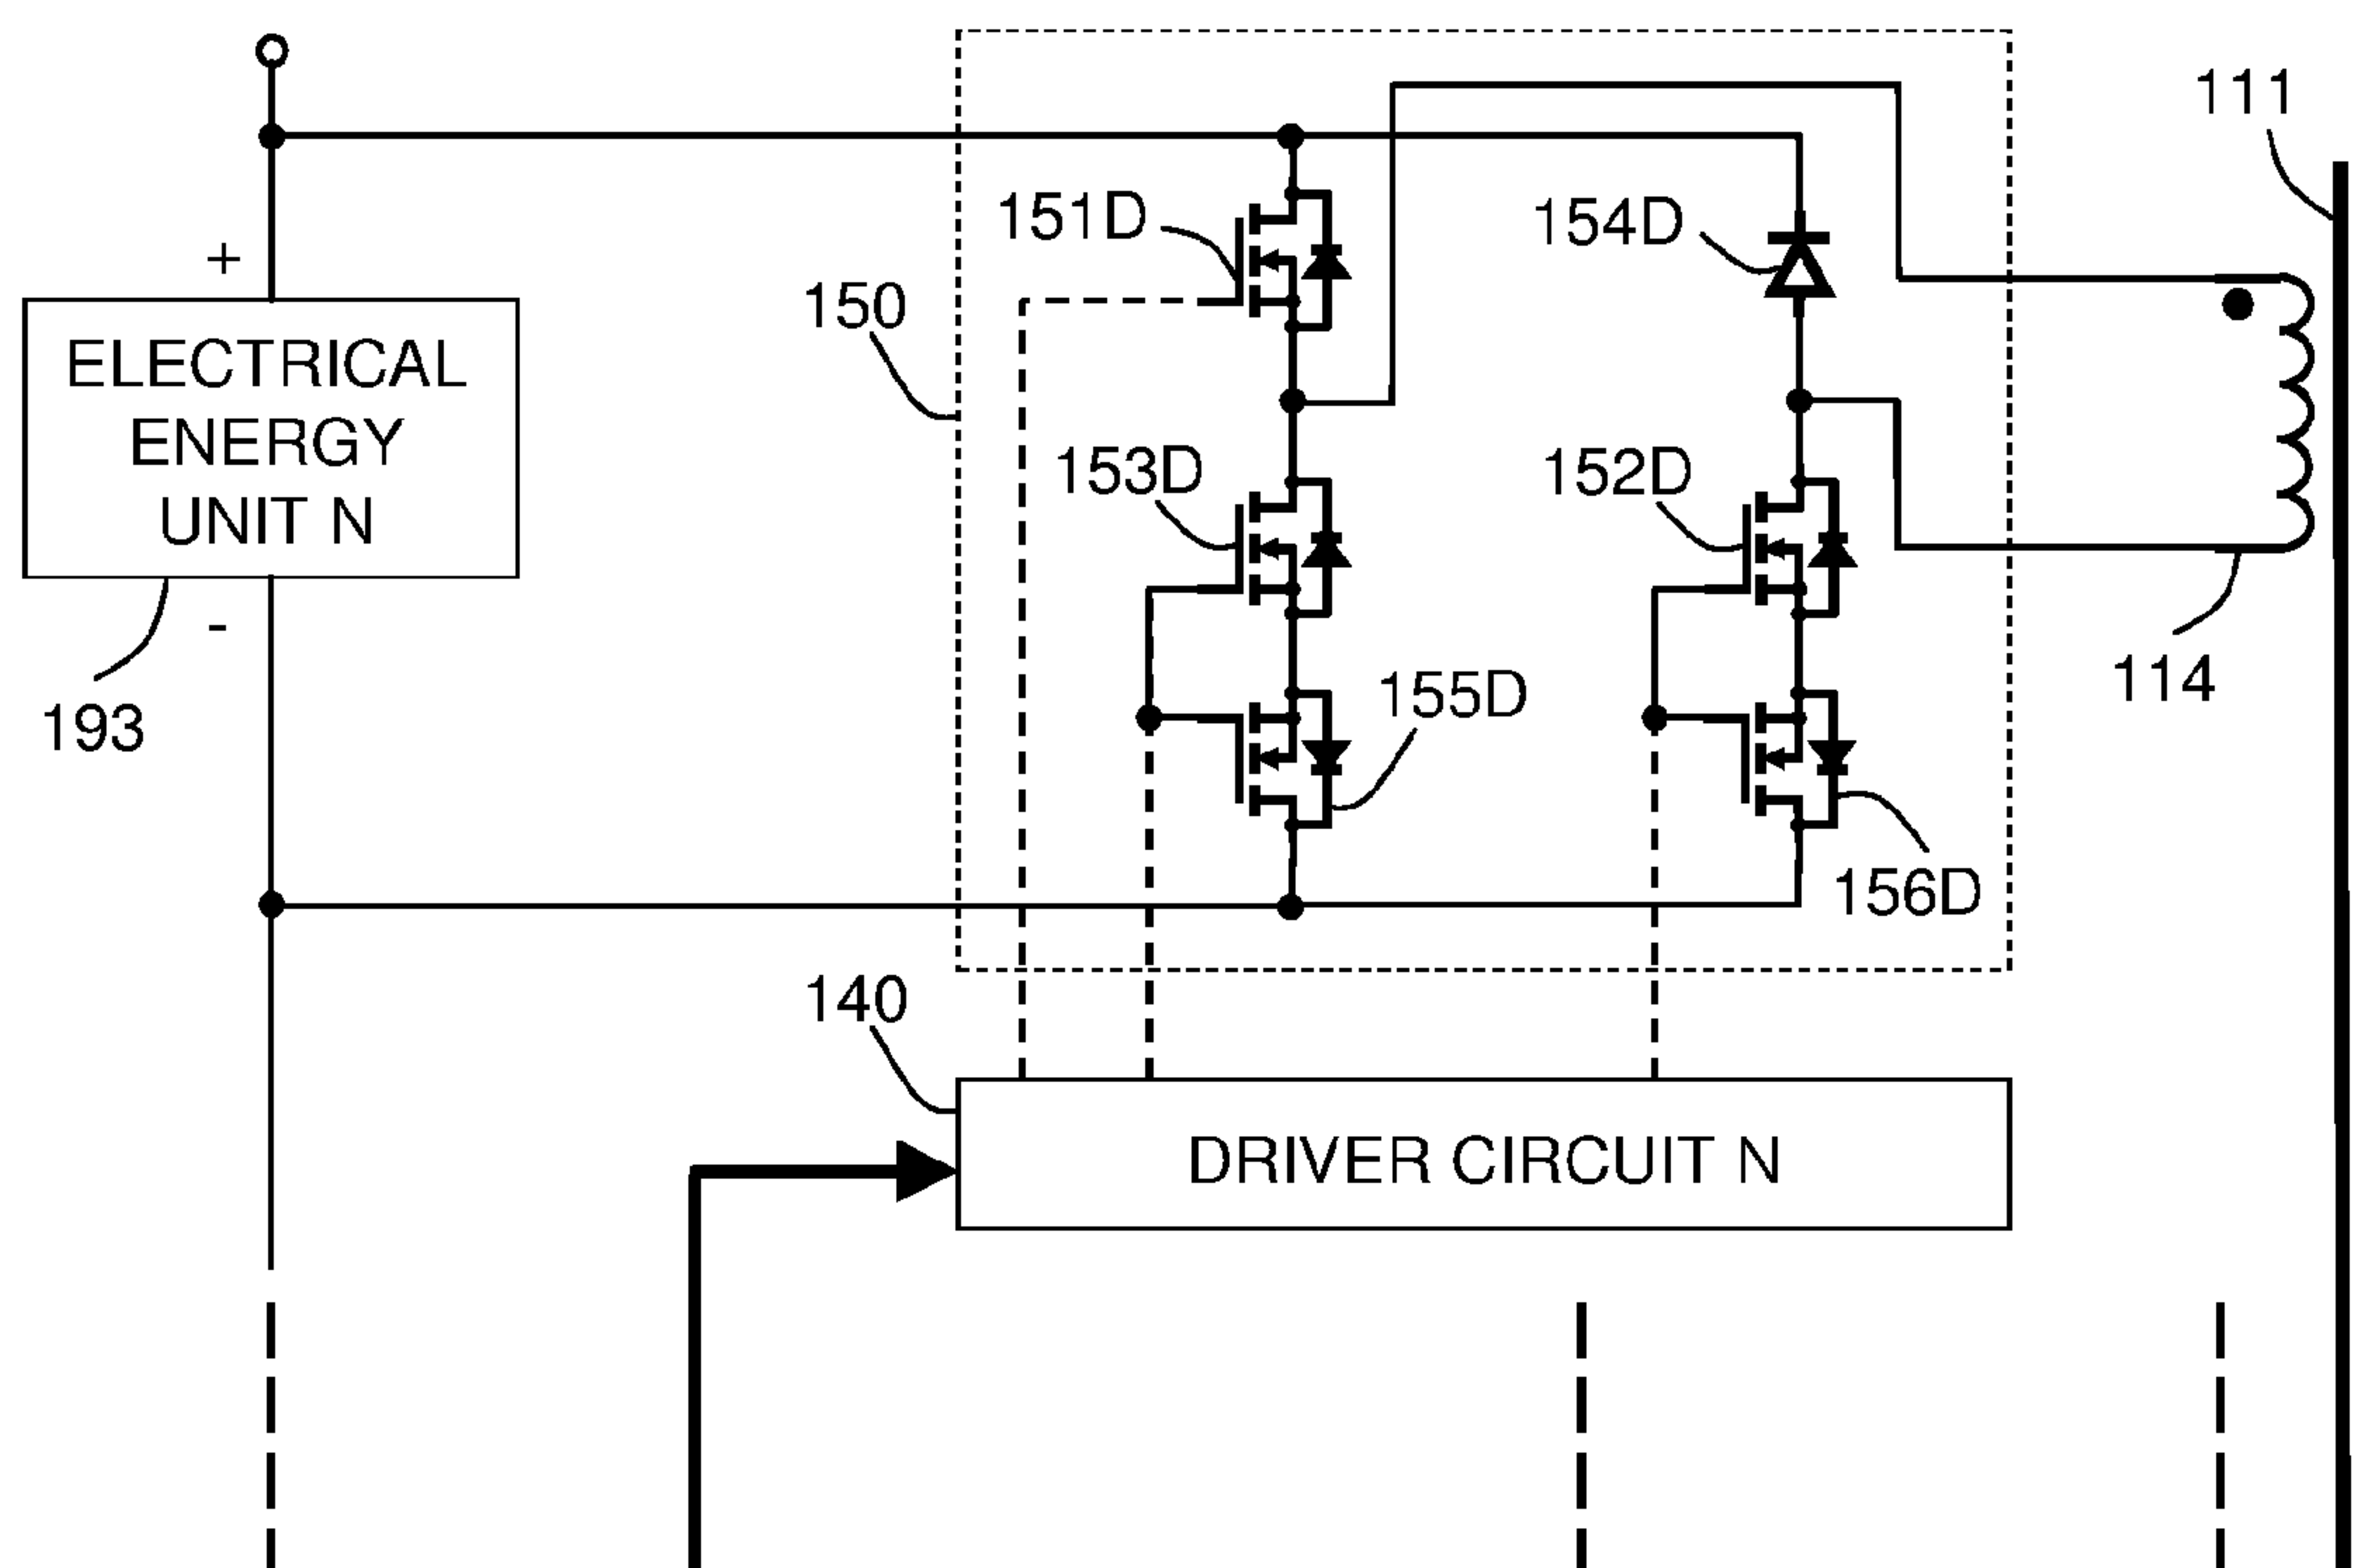 111
151D
154D
150
+
ELECTRICAL
ENERGY
UNIT N
153D
152D
-
155D
114
193
156D
140
DRIVER CIRCUIT N